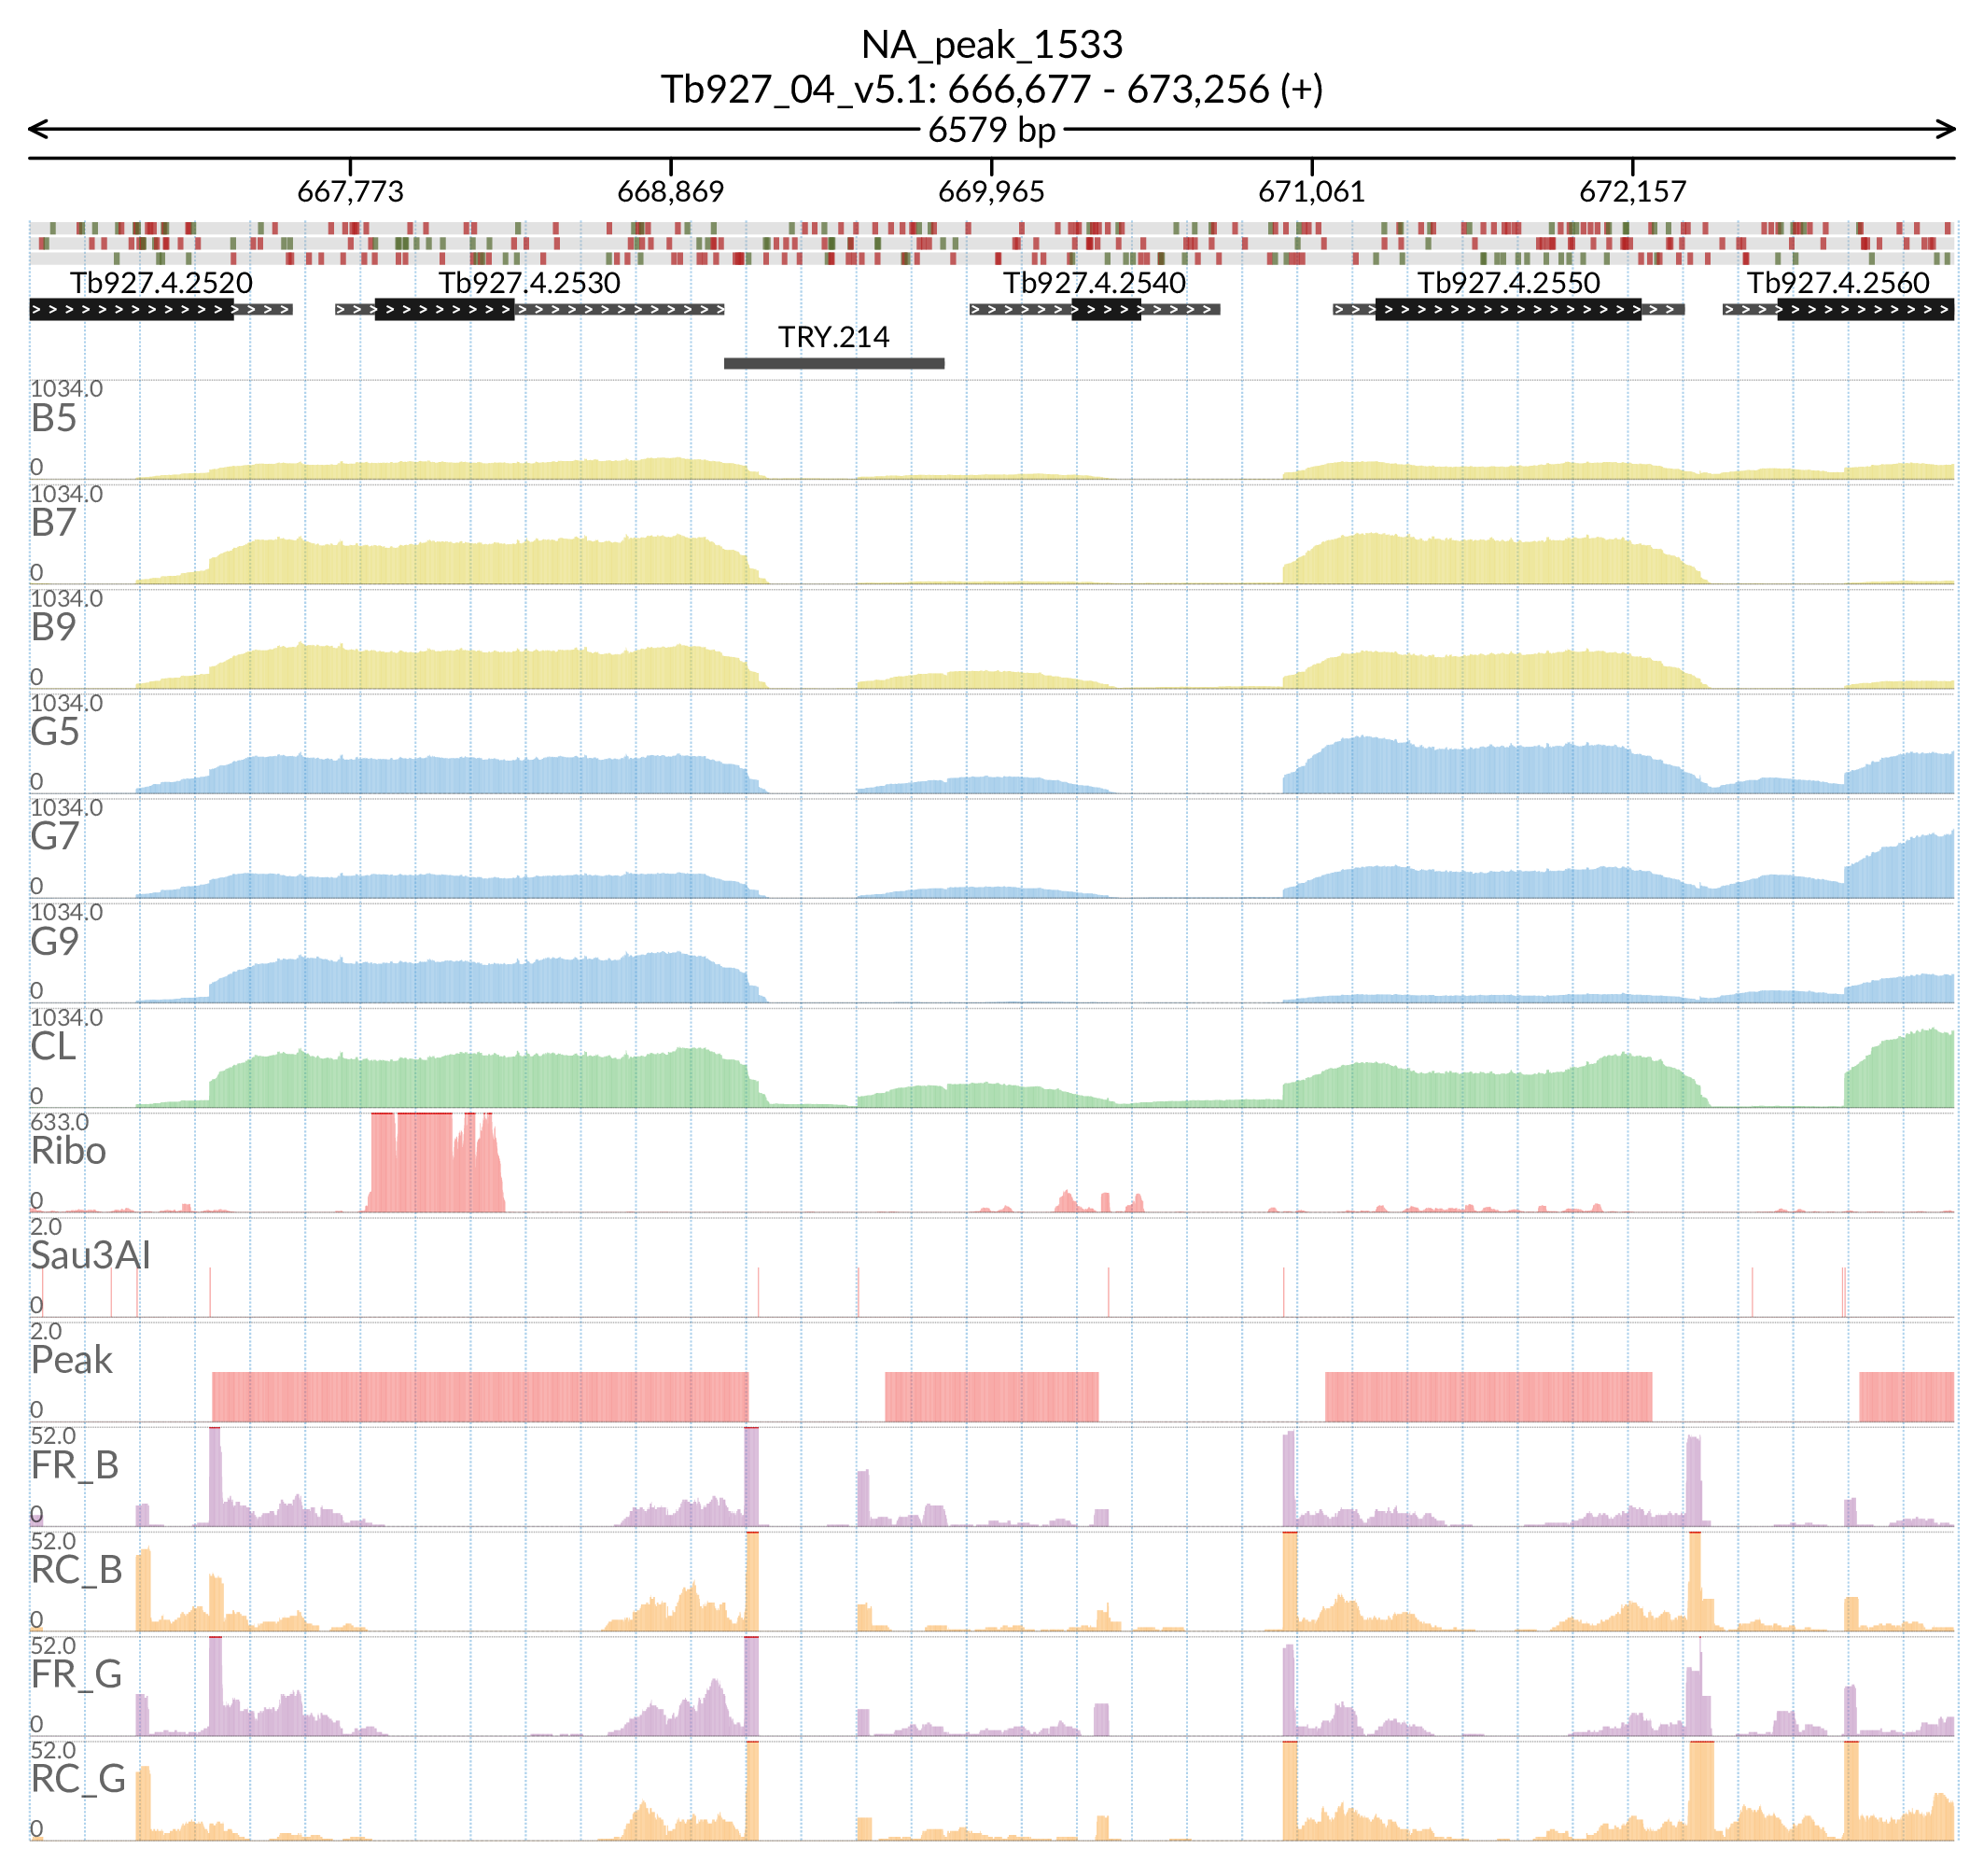 NA_peak_1533
Tb927_04_v5.1: 666,677 - 673,256 (+)
6579 bp
667,773 668,869 669,965 671,061 672,157
Tb927.4.2520 Tb927.4.2530 Tb927.4.2540 Tb927.4.2550 Tb927.4.2560
TRY.214
1034.0
B5
0
1034.0
B7
0
1034.0
B9
0
1034.0
G5
0
1034.0
G7
0
1034.0
G9
0
1034.0
CL
0
633.0
Ribo
0
2.0
Sau3AI
0
2.0
Peak
0
52.0
FR_B
0
52.0
RC_B
0
52.0
FR_G
0
52.0
RC_G
0